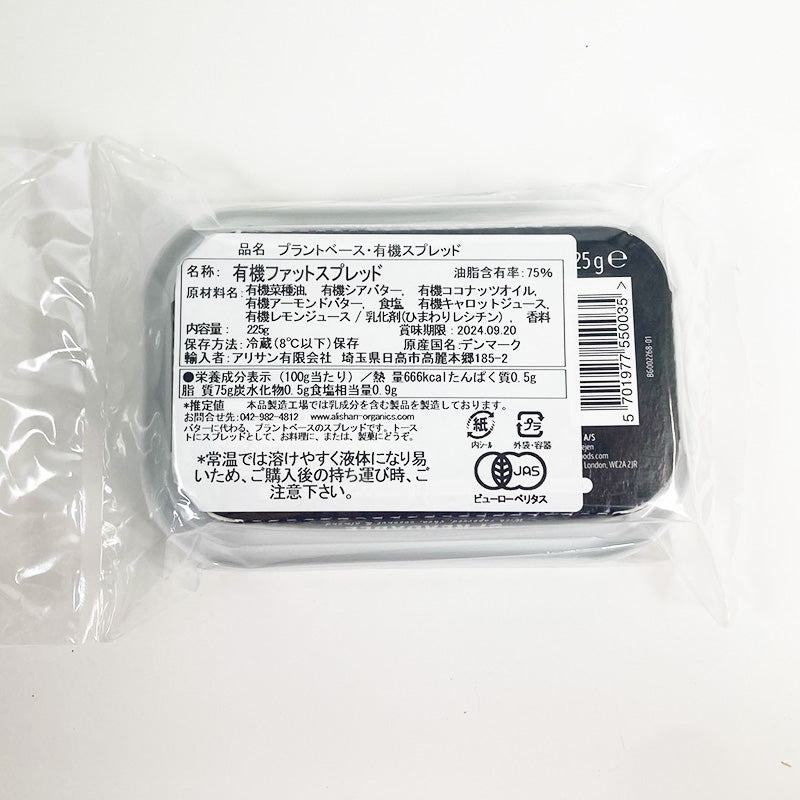 品名 プラントベース・有機スプレッド
名称: 有機ファットスプレッド 油脂含有率:75%
原材料名:有機菜種油、有機シアバター、有機ココナッツオイル、
有機アーモンドバター、食塩、有機キャロットジュース、
有機レモンジュース / 乳化剤(ひまわりレシチン)、香料
内容量: 225g 賞味期限:2024.09.20
保存方法:冷蔵(8℃以下)保存 原産国名:デンマーク
輸入者:アリサン有限会社 埼玉県日高市高麗本郷185-2
●栄養成分表示(100g当たり)/熱 量666kcalたんぱく質0.5g
脂 質75g炭水化物0.5g食塩相当量0.9g
*推定値 本品製造工場では乳成分を含む製品を製造しております。
お問合せ先:042-982-4812 www.alishan-organics.com
バターに代わる、プラントベースのスプレッドです。トース
トにスプレッドとして、お料理に、または、製菓にどうぞ。
*常温では溶けやすく液体になり易
いため、ご購入後の持ち運び時、ご
注意下さい。
紙
内シール
プラ
外袋・容器
JAS
ビューローベリタス
25g e
5 701977 550035 >
BG002268-01
A/S
ejen
ods.com
London, WC2A 2JR